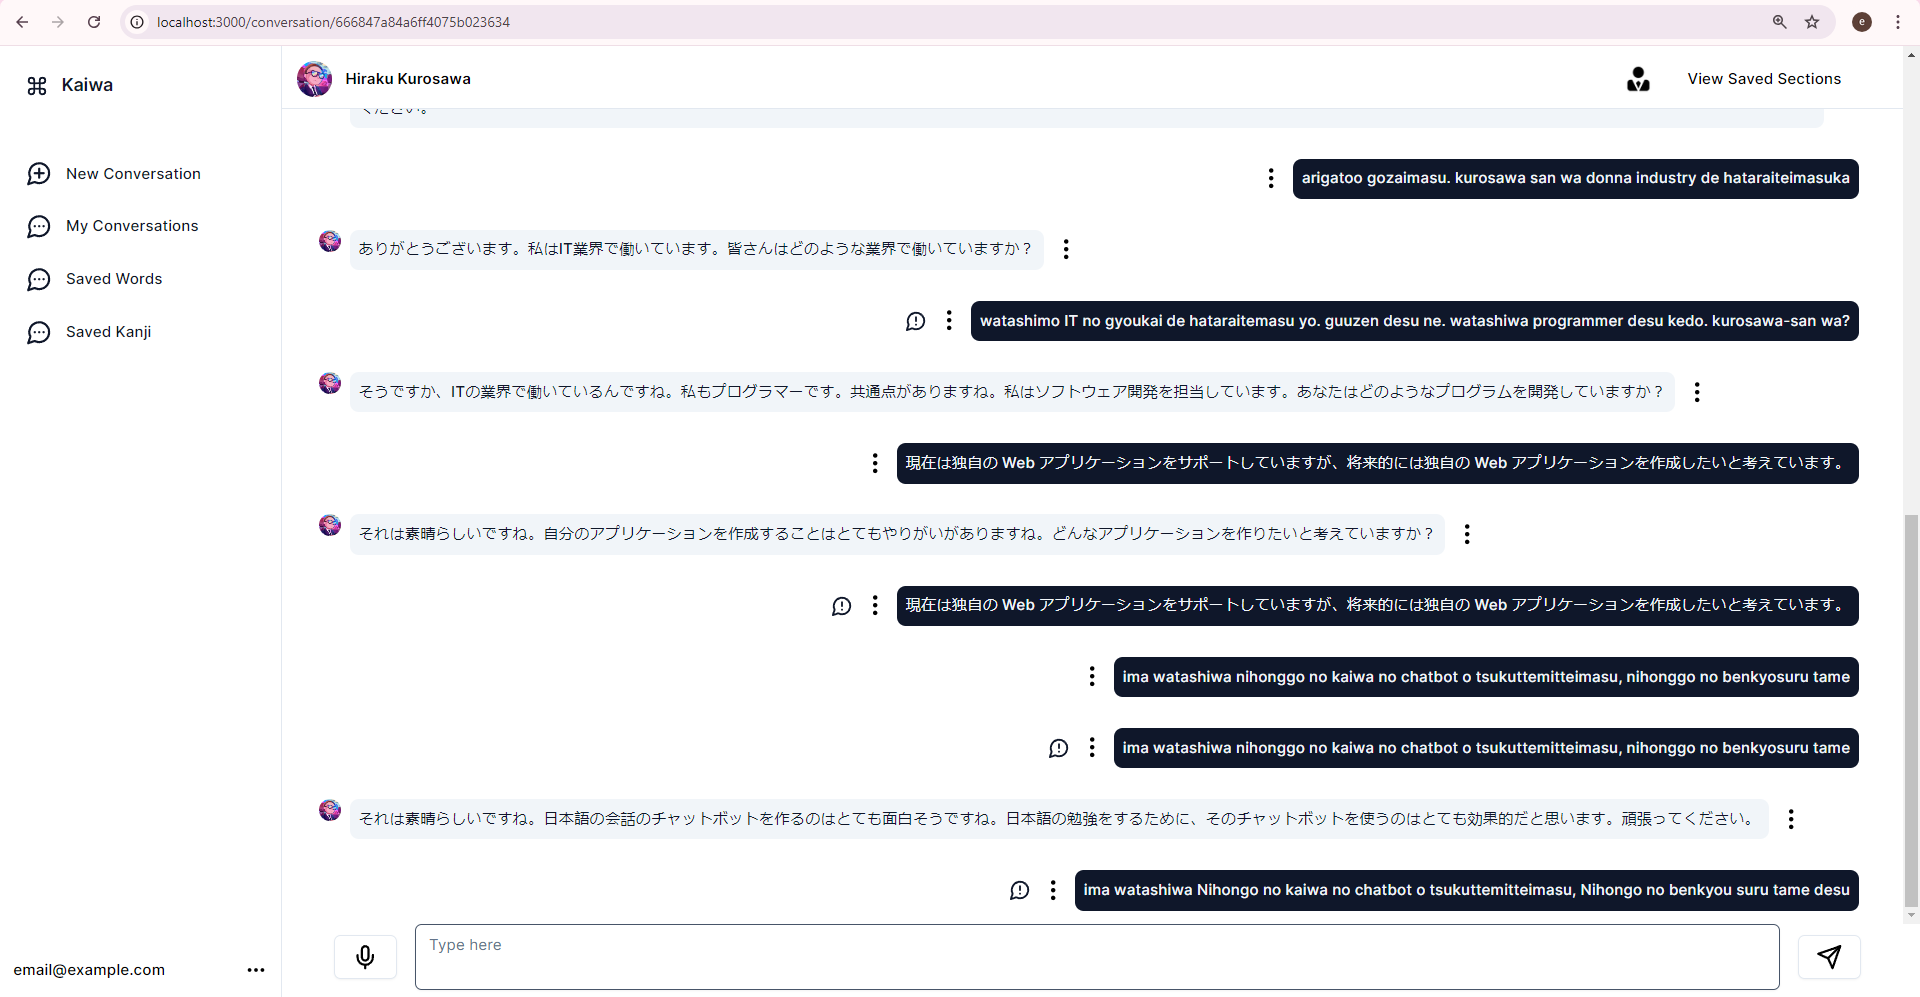 localhost:3000/conversation/666847a84a6ff4075b023634
e
Kaiwa
Hiraku Kurosawa
View Saved Sections
New Conversation
My Conversations
Saved Words
Saved Kanji
ください。
arigatoo gozaimasu. kurosawa san wa donna industry de hataraiteimasuka
ありがとうございます。私はIT業界で働いています。皆さんはどのような業界で働いていますか？
watashimo IT no gyoukai de hataraitemasu yo. guuzen desu ne. watashiwa programmer desu kedo. kurosawa-san wa?
そうですか、ITの業界で働いているんですね。私もプログラマーです。共通点がありますね。私はソフトウェア開発を担当しています。あなたはどのようなプログラムを開発していますか？
現在は独自の Web アプリケーションをサポートしていますが、将来的には独自の Web アプリケーションを作成したいと考えています。
それは素晴らしいですね。自分のアプリケーションを作成することはとてもやりがいがありますね。どんなアプリケーションを作りたいと考えていますか？
現在は独自の Web アプリケーションをサポートしていますが、将来的には独自の Web アプリケーションを作成したいと考えています。
ima watashiwa nihonggo no kaiwa no chatbot o tsukuttemitteimasu, nihonggo no benkyosuru tame
ima watashiwa nihonggo no kaiwa no chatbot o tsukuttemitteimasu, nihonggo no benkyosuru tame
それは素晴らしいですね。日本語の会話のチャットボットを作るのはとても面白そうですね。日本語の勉強をするために、そのチャットボットを使うのはとても効果的だと思います。頑張ってください。
ima watashiwa Nihongo no kaiwa no chatbot o tsukuttemitteimasu, Nihongo no benkyou suru tame desu
Type here
email@example.com